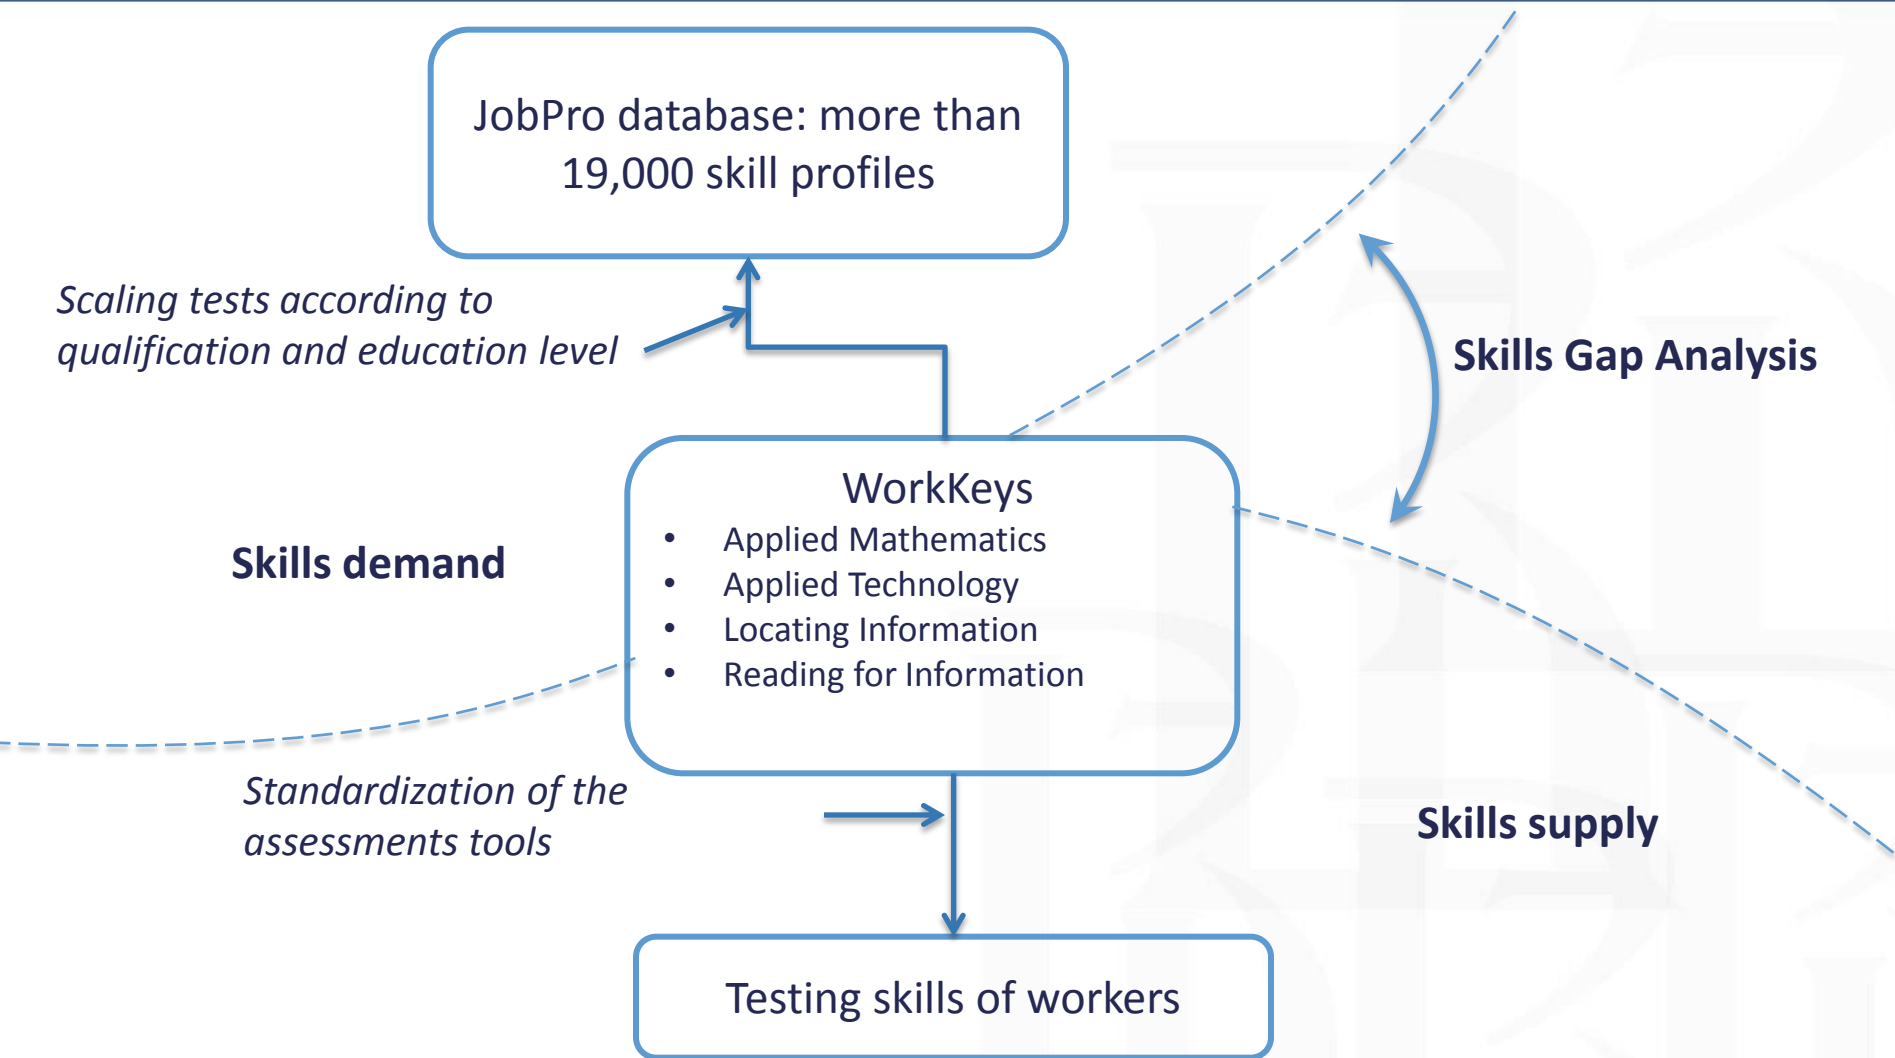 JobPro database: more than
19,000 skill profiles
Scaling tests according to
qualification and education level
Skills Gap Analysis
WorkKeys
• Applied Mathematics
• Applied Technology
• Locating Information
• Reading for Information
Skills demand
Standardization of the
assessments tools
Skills supply
Testing skills of workers